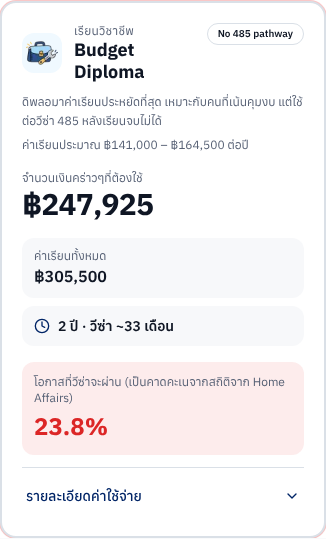 เรียนวิชาชีพ
Budget
Diploma
No 485 pathway
ดิพลอมาค่าเรียนประหยัดที่สุด เหมาะกับคนที่เน้นคุมงบ แต่ใช้
ต่อวีซ่า 485 หลังเรียนจบไม่ได้
ค่าเรียนประมาณ ฿141,000 – ฿164,500 ต่อปี
จำนวนเงินคร่าวๆที่ต้องใช้
฿247,925
ค่าเรียนทั้งหมด
฿305,500
2 ปี · วีซ่า ~33 เดือน
โอกาสที่วีซ่าจะผ่าน (เป็นคาดคะเนจากสถิติจาก Home
Affairs)
23.8%
รายละเอียดค่าใช้จ่าย